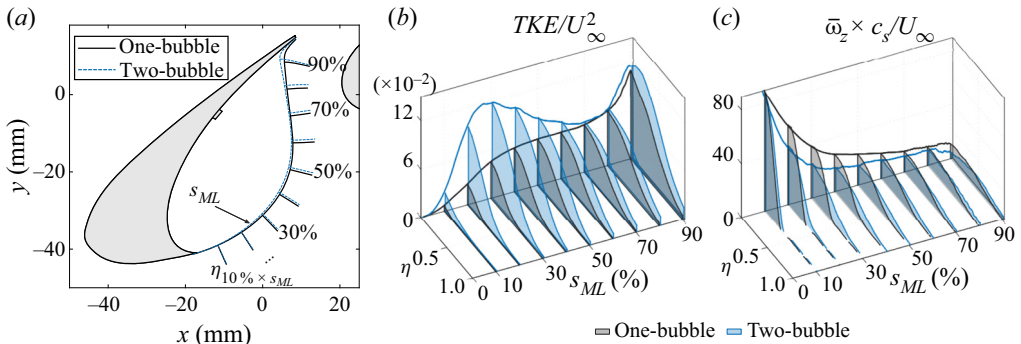 (a)
One-bubble
Two-bubble
90%
70%
50%
30%
s_ML
η_10 % × s_ML
...
0
−20
−40
y (mm)
−40
−20
0
20
x (mm)
(b)
TKE/U²_∞
(×10⁻²)
12
6
0
0.5
1.0
η
0
10
30
50
70
90
s_ML (%)
(c)
ω̄_z × c_s/U_∞
80
40
0
0.5
1.0
η
0
10
30
50
70
90
s_ML (%)
One-bubble Two-bubble